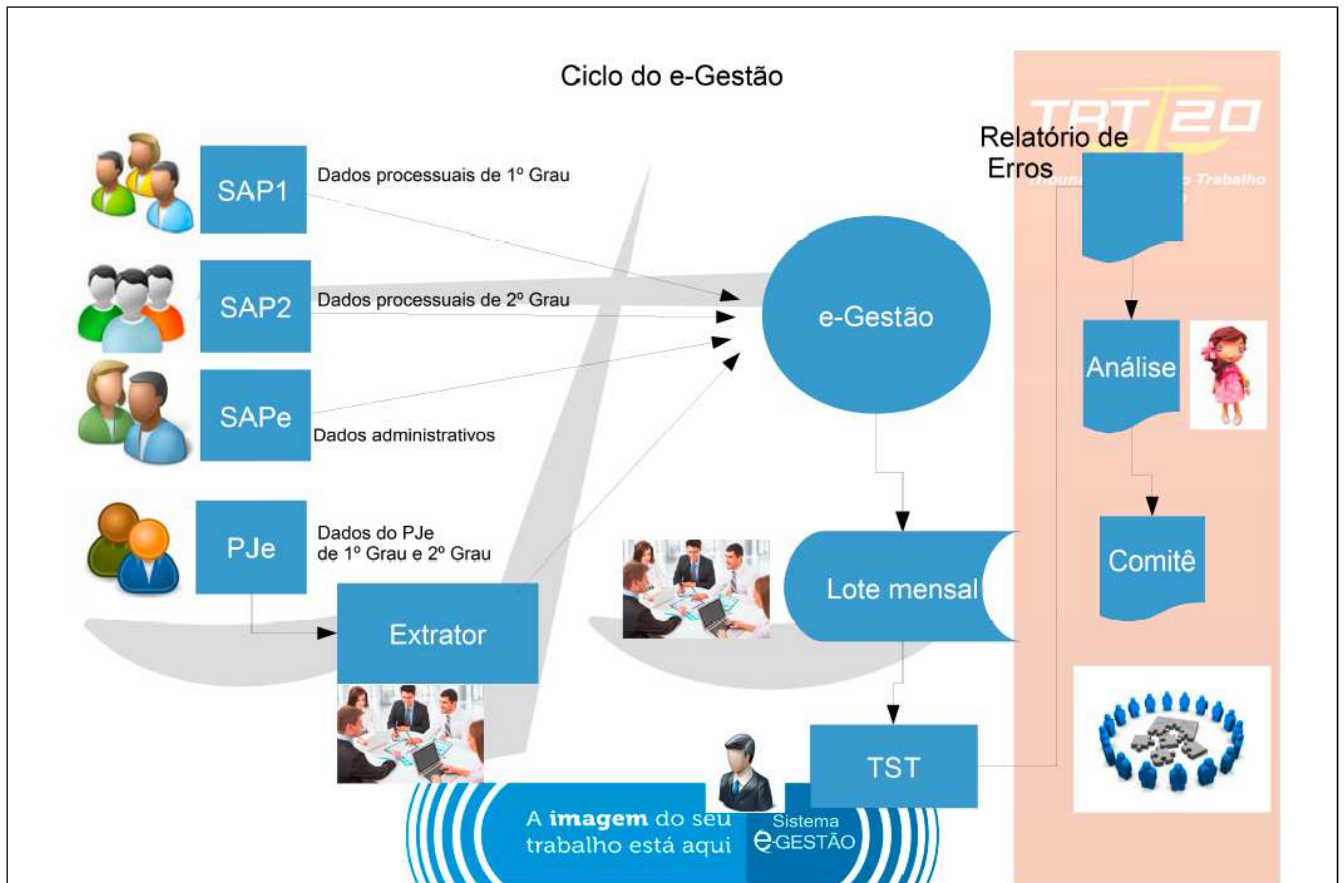 Ciclo do e-Gestão
TRT 20
Relatório de
Erros
Tribuna
o Trabalho
SAP1
Dados processuais de 1º Grau
SAP2
Dados processuais de 2º Grau
e-Gestão
Análise
SAPe
Dados administrativos
PJe
Dados do PJe
de 1º Grau e 2º Grau
Comitê
Lote mensal
Extrator
TST
A imagem do seu
trabalho está aqui
Sistema
e-GESTÃO